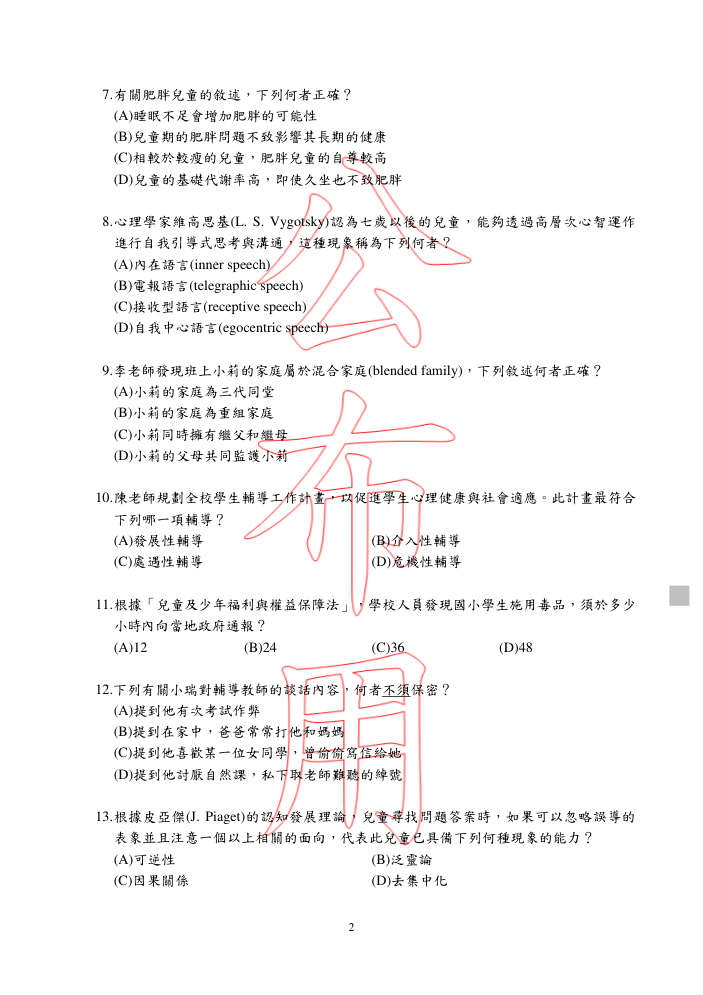 7.有關肥胖兒童的敘述，下列何者正確？
(A)睡眠不足會增加肥胖的可能性
(B)兒童期的肥胖問題不致影響其長期的健康
(C)相較於較瘦的兒童，肥胖兒童的自尊較高
(D)兒童的基礎代謝率高，即使久坐也不致肥胖
8.心理學家維高思基(L. S. Vygotsky)認為七歲以後的兒童，能夠透過高層次心智運作
進行自我引導式思考與溝通，這種現象稱為下列何者？
(A)內在語言(inner speech)
(B)電報語言(telegraphic speech)
(C)接收型語言(receptive speech)
(D)自我中心語言(egocentric speech)
9.李老師發現班上小莉的家庭屬於混合家庭(blended family)，下列敘述何者正確？
(A)小莉的家庭為三代同堂
(B)小莉的家庭為重組家庭
(C)小莉同時擁有繼父和繼母
(D)小莉的父母共同監護小莉
10.陳老師規劃全校學生輔導工作計畫，以促進學生心理健康與社會適應。此計畫最符合
下列哪一項輔導？
(A)發展性輔導 (B)介入性輔導
(C)處遇性輔導 (D)危機性輔導
11.根據「兒童及少年福利與權益保障法」，學校人員發現國小學生施用毒品，須於多少
小時內向當地政府通報？
(A)12 (B)24 (C)36 (D)48
12.下列有關小瑞對輔導教師的談話內容，何者不須保密？
(A)提到他有次考試作弊
(B)提到在家中，爸爸常常打他和媽媽
(C)提到他喜歡某一位女同學，曾偷偷寫信給她
(D)提到他討厭自然課，私下取老師難聽的綽號
13.根據皮亞傑(J. Piaget)的認知發展理論，兒童尋找問題答案時，如果可以忽略誤導的
表象並且注意一個以上相關的面向，代表此兒童已具備下列何種現象的能力？
(A)可逆性 (B)泛靈論
(C)因果關係 (D)去集中化
2
公布用